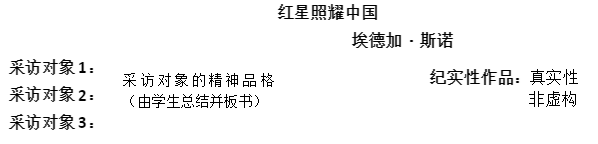 红星照耀中国
埃德加·斯诺
采访对象1：
采访对象2：
采访对象3：
采访对象的精神品格
（由学生总结并板书）
纪实性作品：真实性
非虚构